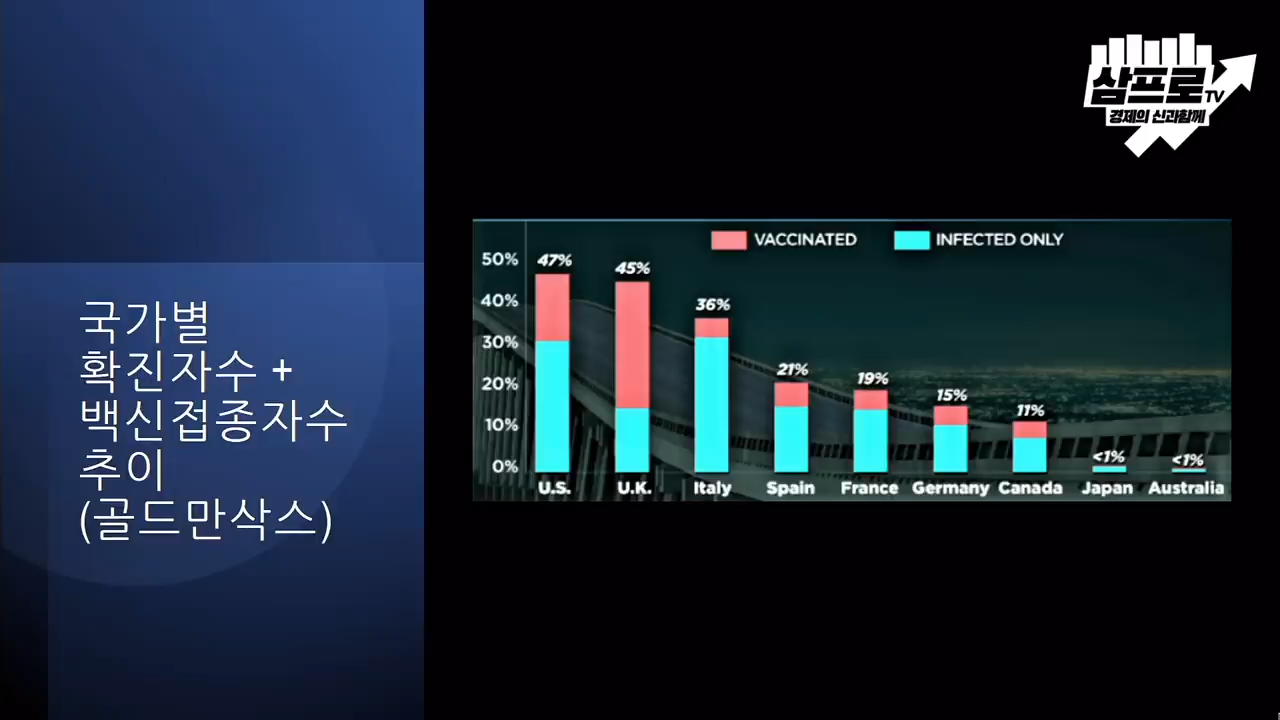 삼프로TV
경제의 신과함께
국가별
확진자수 +
백신접종자수
추이
(골드만삭스)
VACCINATED
INFECTED ONLY
50%
40%
30%
20%
10%
0%
47%
45%
36%
21%
19%
15%
11%
<1%
<1%
U.S.
U.K.
Italy
Spain
France
Germany
Canada
Japan
Australia